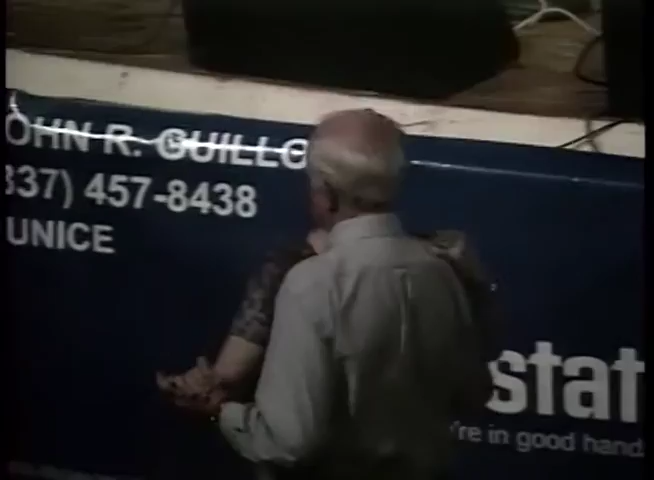 OHN R. GUILLO
337) 457-8438
UNICE
stat
're in good hand